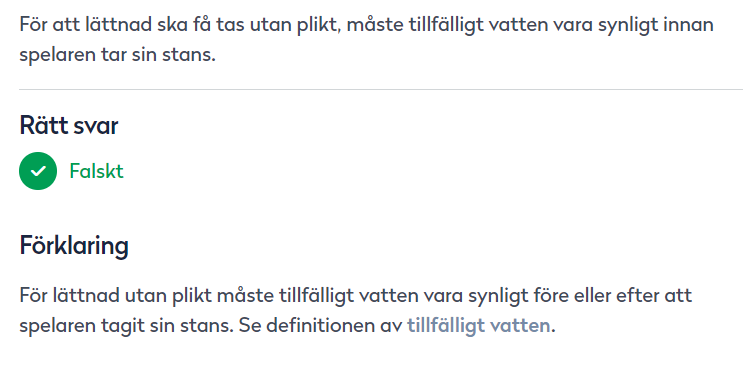 För att lättnad ska få tas utan plikt, måste tillfälligt vatten vara synligt innan
spelaren tar sin stans.
Rätt svar
Falskt
Förklaring
För lättnad utan plikt måste tillfälligt vatten vara synligt före eller efter att
spelaren tagit sin stans. Se definitionen av tillfälligt vatten.